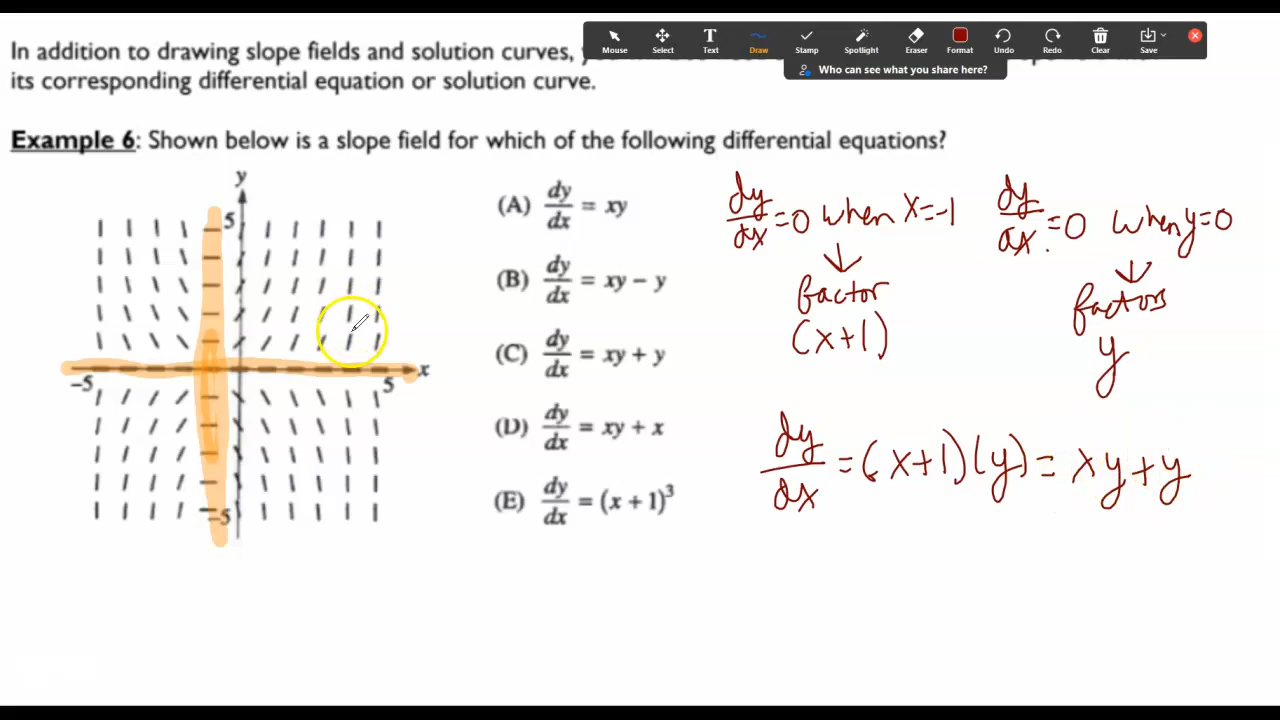 Mouse Select Text Draw Stamp Spotlight Eraser Format Undo Redo Clear Save
Who can see what you share here?
In addition to drawing slope fields and solution curves,
its corresponding differential equation or solution curve.
Example 6: Shown below is a slope field for which of the following differential equations?
y
5
-5
5
x
-5
(A) dy/dx = xy
(B) dy/dx = xy − y
(C) dy/dx = xy + y
(D) dy/dx = xy + x
(E) dy/dx = (x + 1)³
dy/dx = 0 when x=-1
↓
factor
(x+1)
dy/dx = 0 when y=0
↓
factors
y
dy/dx = (x+1)(y) = xy+y